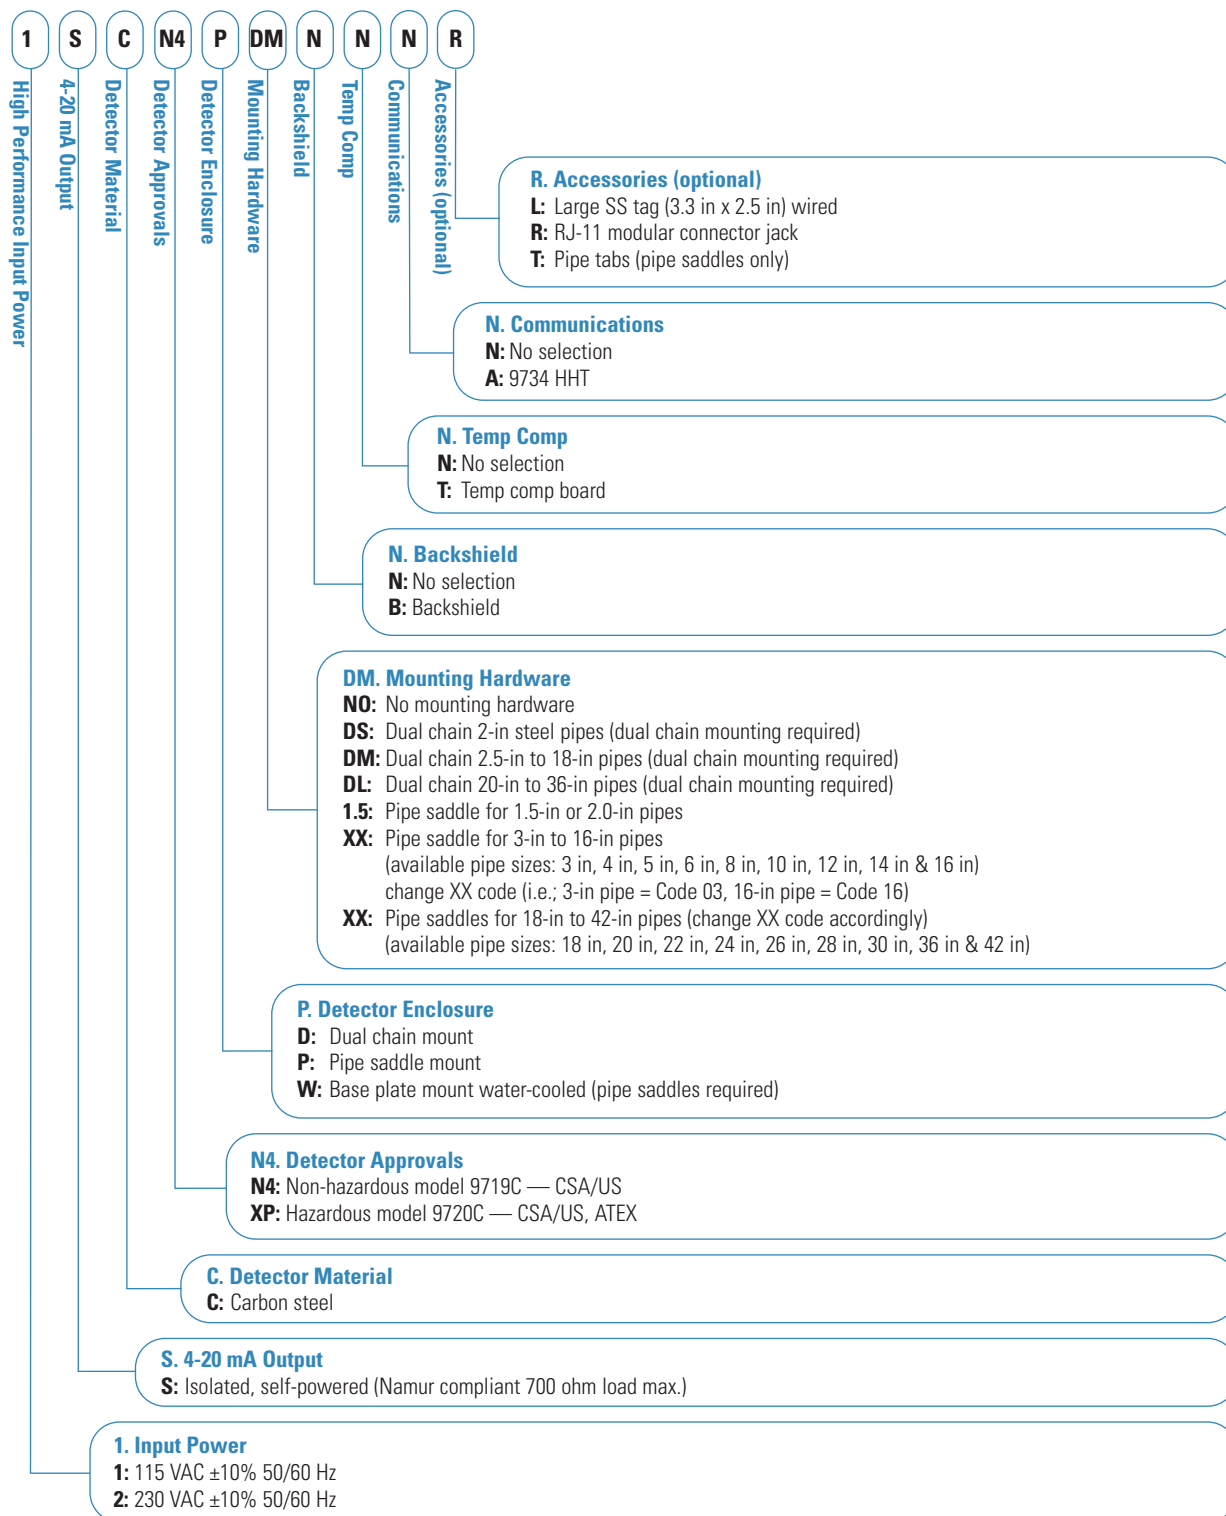 1 S C N4 P DM N N N R
High Performance Input Power
4-20 mA Output
Detector Material
Detector Approvals
Detector Enclosure
Mounting Hardware
Backshield
Temp Comp
Communications
Accessories (optional)
R. Accessories (optional)
L: Large SS tag (3.3 in x 2.5 in) wired
R: RJ-11 modular connector jack
T: Pipe tabs (pipe saddles only)
N. Communications
N: No selection
A: 9734 HHT
N. Temp Comp
N: No selection
T: Temp comp board
N. Backshield
N: No selection
B: Backshield
DM. Mounting Hardware
NO: No mounting hardware
DS: Dual chain 2-in steel pipes (dual chain mounting required)
DM: Dual chain 2.5-in to 18-in pipes (dual chain mounting required)
DL: Dual chain 20-in to 36-in pipes (dual chain mounting required)
1.5: Pipe saddle for 1.5-in or 2.0-in pipes
XX: Pipe saddle for 3-in to 16-in pipes
(available pipe sizes: 3 in, 4 in, 5 in, 6 in, 8 in, 10 in, 12 in, 14 in & 16 in)
change XX code (i.e.; 3-in pipe = Code 03, 16-in pipe = Code 16)
XX: Pipe saddles for 18-in to 42-in pipes (change XX code accordingly)
(available pipe sizes: 18 in, 20 in, 22 in, 24 in, 26 in, 28 in, 30 in, 36 in & 42 in)
P. Detector Enclosure
D: Dual chain mount
P: Pipe saddle mount
W: Base plate mount water-cooled (pipe saddles required)
N4. Detector Approvals
N4: Non-hazardous model 9719C — CSA/US
XP: Hazardous model 9720C — CSA/US, ATEX
C. Detector Material
C: Carbon steel
S. 4-20 mA Output
S: Isolated, self-powered (Namur compliant 700 ohm load max.)
1. Input Power
1: 115 VAC ±10% 50/60 Hz
2: 230 VAC ±10% 50/60 Hz